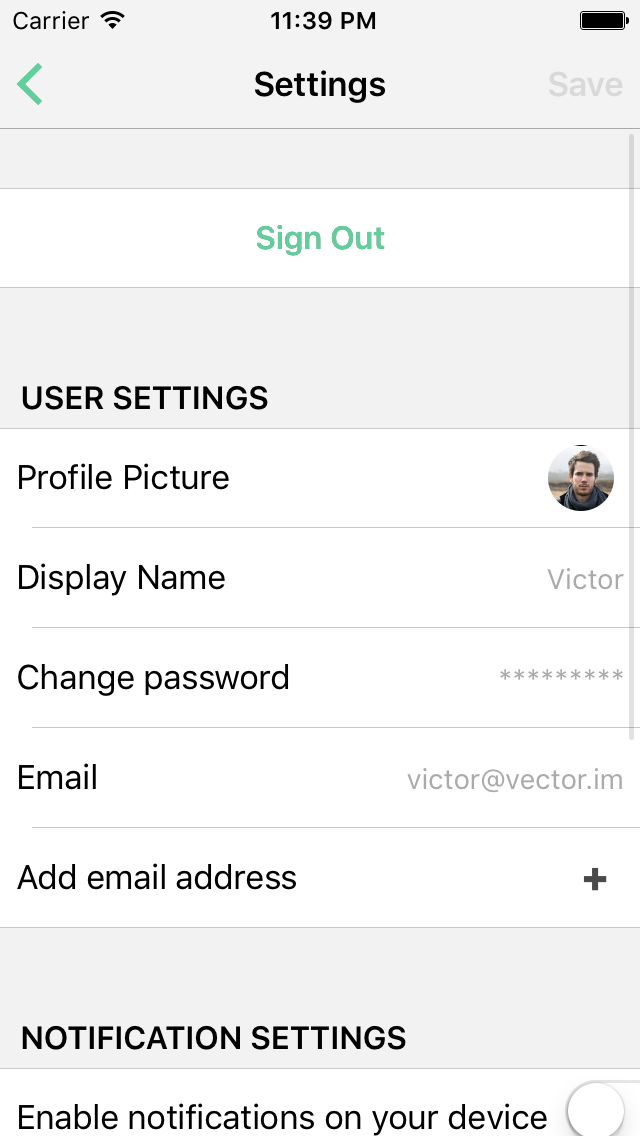 Carrier 11:39 PM
Settings Save
Sign Out
USER SETTINGS
Profile Picture
Display Name Victor
Change password *********
Email victor@vector.im
Add email address +
NOTIFICATION SETTINGS
Enable notifications on your device